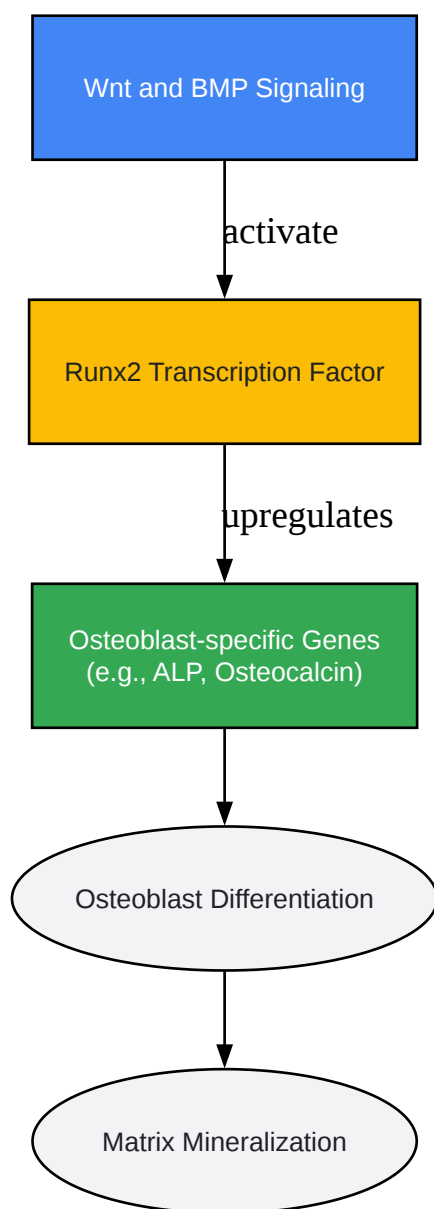 Wnt and BMP Signaling
activate
Runx2 Transcription Factor
upregulates
Osteoblast-specific Genes
(e.g., ALP, Osteocalcin)
Osteoblast Differentiation
Matrix Mineralization